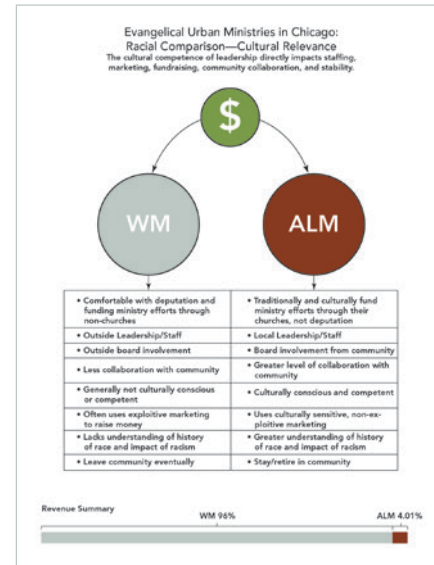 Evangelical Urban Ministries in Chicago:
Racial Comparison—Cultural Relevance
The cultural competence of leadership directly impacts staffing,
marketing, fundraising, community collaboration, and stability.
$
WM
ALM
• Comfortable with deputation and
funding ministry efforts through
non-churches
• Traditionally and culturally fund
ministry efforts through their
churches, not deputation
• Outside Leadership/Staff
• Local Leadership/Staff
• Outside board involvement
• Board involvement from community
• Less collaboration with community
• Greater level of collaboration with
community
• Generally not culturally conscious
or competent
• Culturally conscious and competent
• Often uses exploitive marketing
to raise money
• Uses culturally sensitive, non-ex-
ploitive marketing
• Lacks understanding of history
of race and impact of racism
• Greater understanding of history
of race and impact of racism
• Leave community eventually
• Stay/retire in community
Revenue Summary
WM 96%
ALM 4.01%